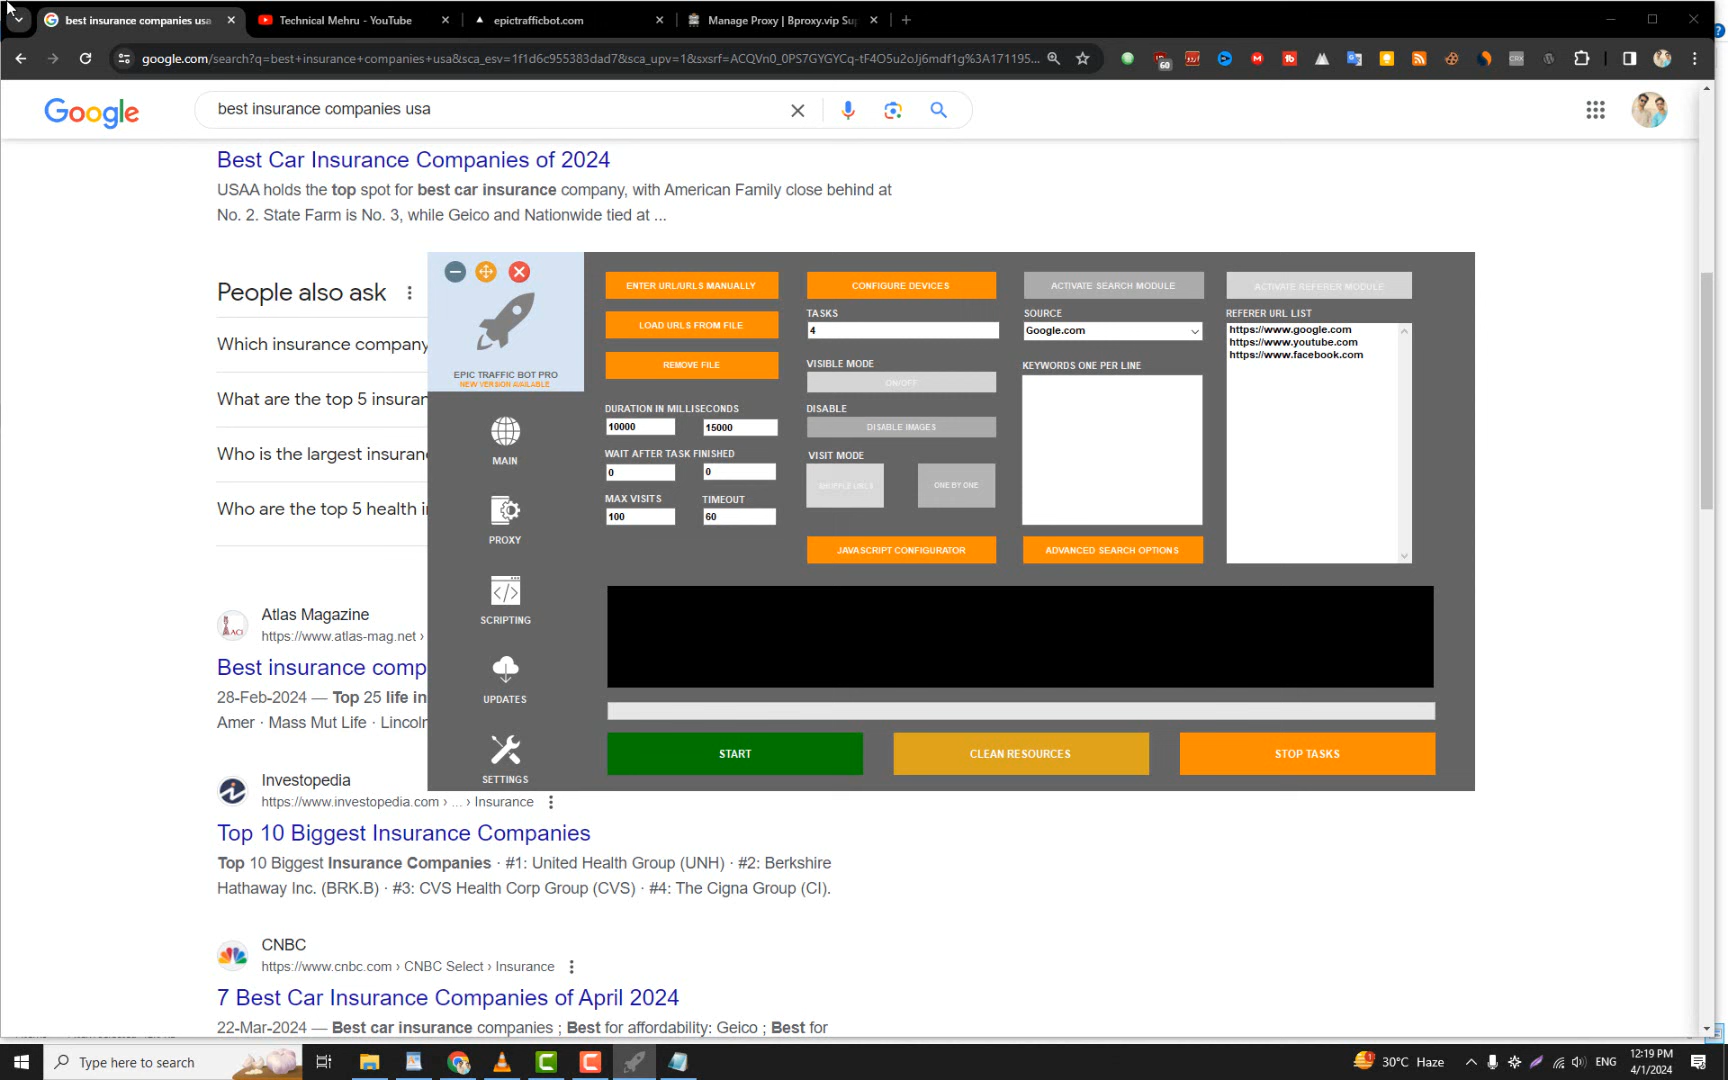 best insurance companies usa
Technical Mehru - YouTube
epictrafficbot.com
Manage Proxy | Bproxy.vip Sup
google.com/search?q=best+insurance+companies+usa&sca_esv=1f1d6c955383dad7&sca_upv=1&sxsrf=ACQVn0_0PS7GYGYCq-tF4O5u2oJj6mdf1g%3A171195...
60
CRX
Google
best insurance companies usa
Best Car Insurance Companies of 2024
USAA holds the top spot for best car insurance company, with American Family close behind at
No. 2. State Farm is No. 3, while Geico and Nationwide tied at ...
People also ask
Which insurance company
What are the top 5 insuran
Who is the largest insuran
Who are the top 5 health i
Atlas Magazine
https://www.atlas-mag.net ›
Best insurance comp
28-Feb-2024 — Top 25 life in
Amer · Mass Mut Life · Lincoln
Investopedia
https://www.investopedia.com › ... › Insurance
Top 10 Biggest Insurance Companies
Top 10 Biggest Insurance Companies · #1: United Health Group (UNH) · #2: Berkshire
Hathaway Inc. (BRK.B) · #3: CVS Health Corp Group (CVS) · #4: The Cigna Group (CI).
CNBC
https://www.cnbc.com › CNBC Select › Insurance
7 Best Car Insurance Companies of April 2024
22-Mar-2024 — Best car insurance companies ; Best for affordability: Geico ; Best for
EPIC TRAFFIC BOT PRO
NEW VERSION AVAILABLE
MAIN
PROXY
SCRIPTING
UPDATES
SETTINGS
ENTER URL/URLS MANUALLY
LOAD URLS FROM FILE
REMOVE FILE
DURATION IN MILLISECONDS
10000 15000
WAIT AFTER TASK FINISHED
0 0
MAX VISITS TIMEOUT
100 60
CONFIGURE DEVICES
TASKS
4
VISIBLE MODE
ON/OFF
DISABLE
DISABLE IMAGES
VISIT MODE
SHUFFLE URLS ONE BY ONE
JAVASCRIPT CONFIGURATOR
ACTIVATE SEARCH MODULE
SOURCE
Google.com
KEYWORDS ONE PER LINE
ADVANCED SEARCH OPTIONS
ACTIVATE REFERER MODULE
REFERER URL LIST
https://www.google.com
https://www.youtube.com
https://www.facebook.com
START CLEAN RESOURCES STOP TASKS
Type here to search
30°C Haze
ENG
12:19 PM
4/1/2024